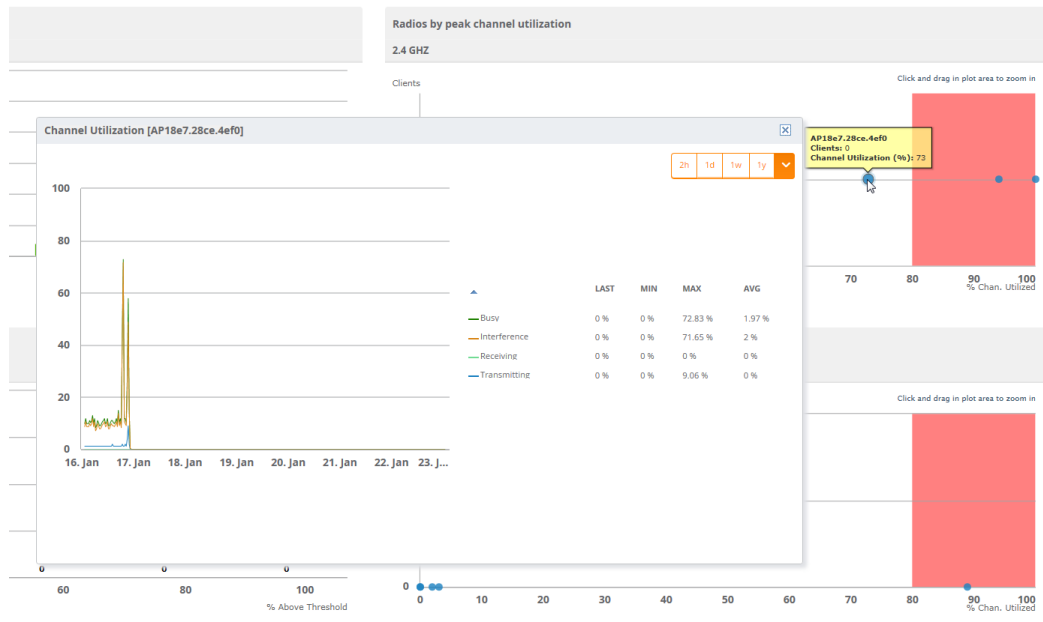 Radios by peak channel utilization
2.4 GHZ
Clients
Click and drag in plot area to zoom in
Channel Utilization [AP18e7.28ce.4ef0]
AP18e7.28ce.4ef0
Clients: 0
Channel Utilization (%): 73
2h 1d 1w 1y
100
80
60
40
20
0
16. Jan 17. Jan 18. Jan 19. Jan 20. Jan 21. Jan 22. Jan 23. J...
LAST MIN MAX AVG
Busy 0 % 0 % 72.83 % 1.97 %
Interference 0 % 0 % 71.65 % 2 %
Receiving 0 % 0 % 0 % 0 %
Transmitting 0 % 0 % 9.06 % 0 %
70 80 90 100
% Chan. Utilized
Click and drag in plot area to zoom in
0 0 0
60 80 100
% Above Threshold
0
0 10 20 30 40 50 60 70 80 90 100
% Chan. Utilized